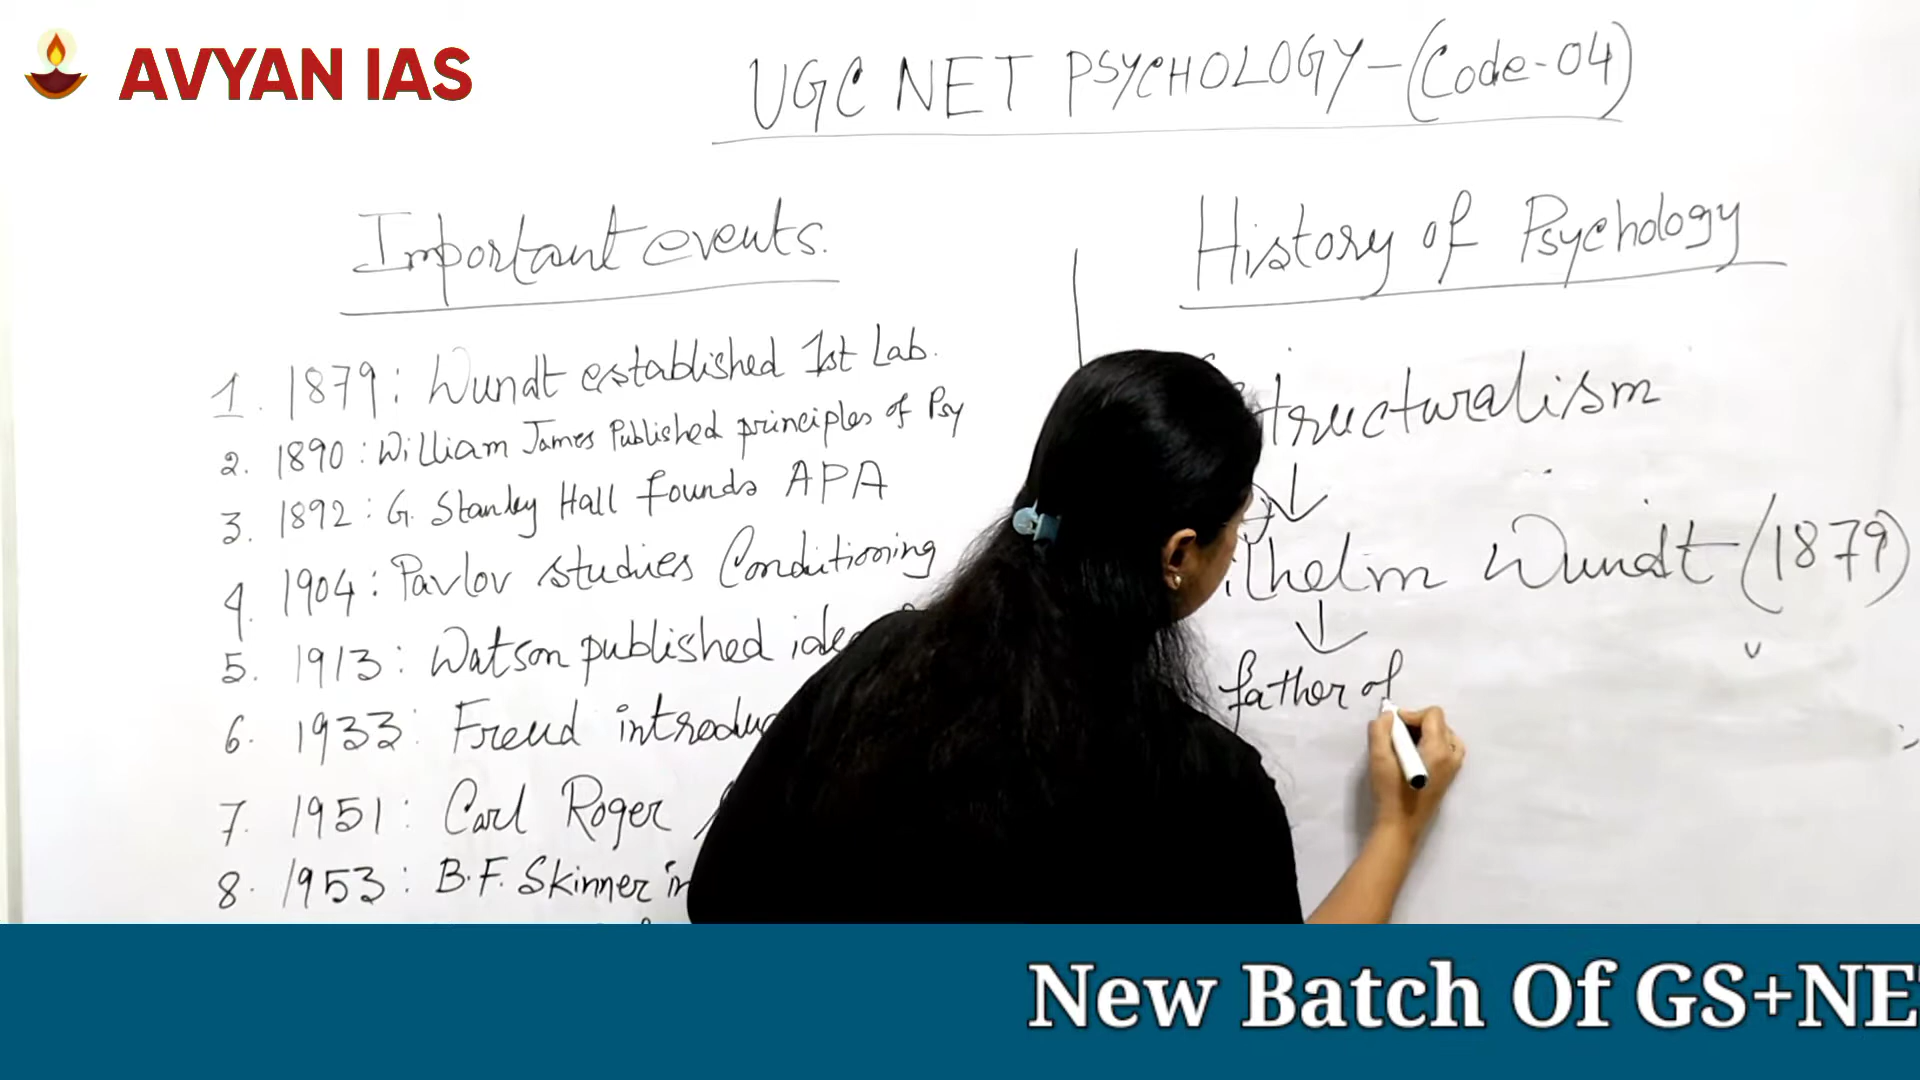 AVYAN IAS
UGC NET PSYCHOLOGY - (Code-04)
Important events.
1. 1879: Wundt established 1st Lab.
2. 1890: William James Published principles of Psy
3. 1892: G. Stanley Hall founds APA
4. 1904: Pavlov studies Conditioning
5. 1913: Watson published
6. 1933: Freud
7. 1951: Carl Roger
8. 1953: B.F. Skinner
History of Psychology
tructuralism
lhelm Wundt (1879)
father of
New Batch Of GS+NE